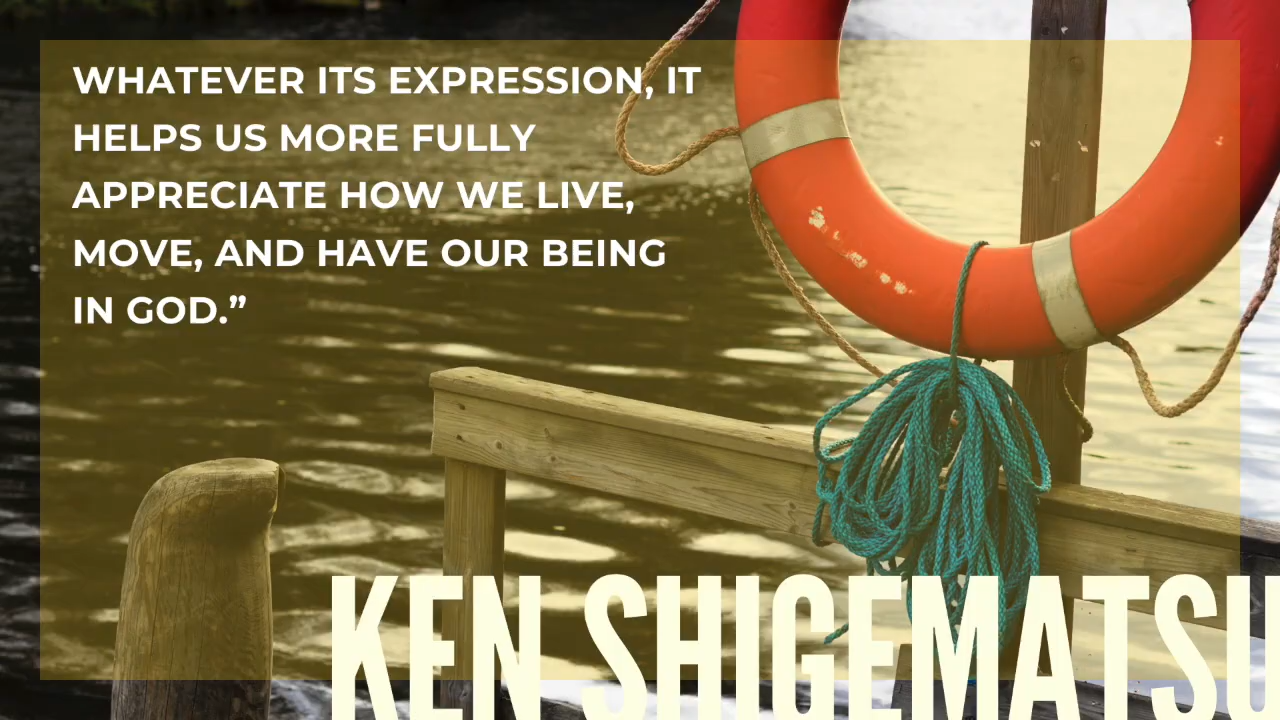 WHATEVER ITS EXPRESSION, IT
HELPS US MORE FULLY
APPRECIATE HOW WE LIVE,
MOVE, AND HAVE OUR BEING
IN GOD.”
KEN SHIGEMATSU